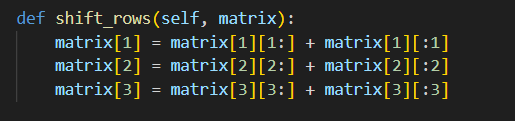 def shift_rows(self, matrix):
    matrix[1] = matrix[1][1:] + matrix[1][:1]
    matrix[2] = matrix[2][2:] + matrix[2][:2]
    matrix[3] = matrix[3][3:] + matrix[3][:3]